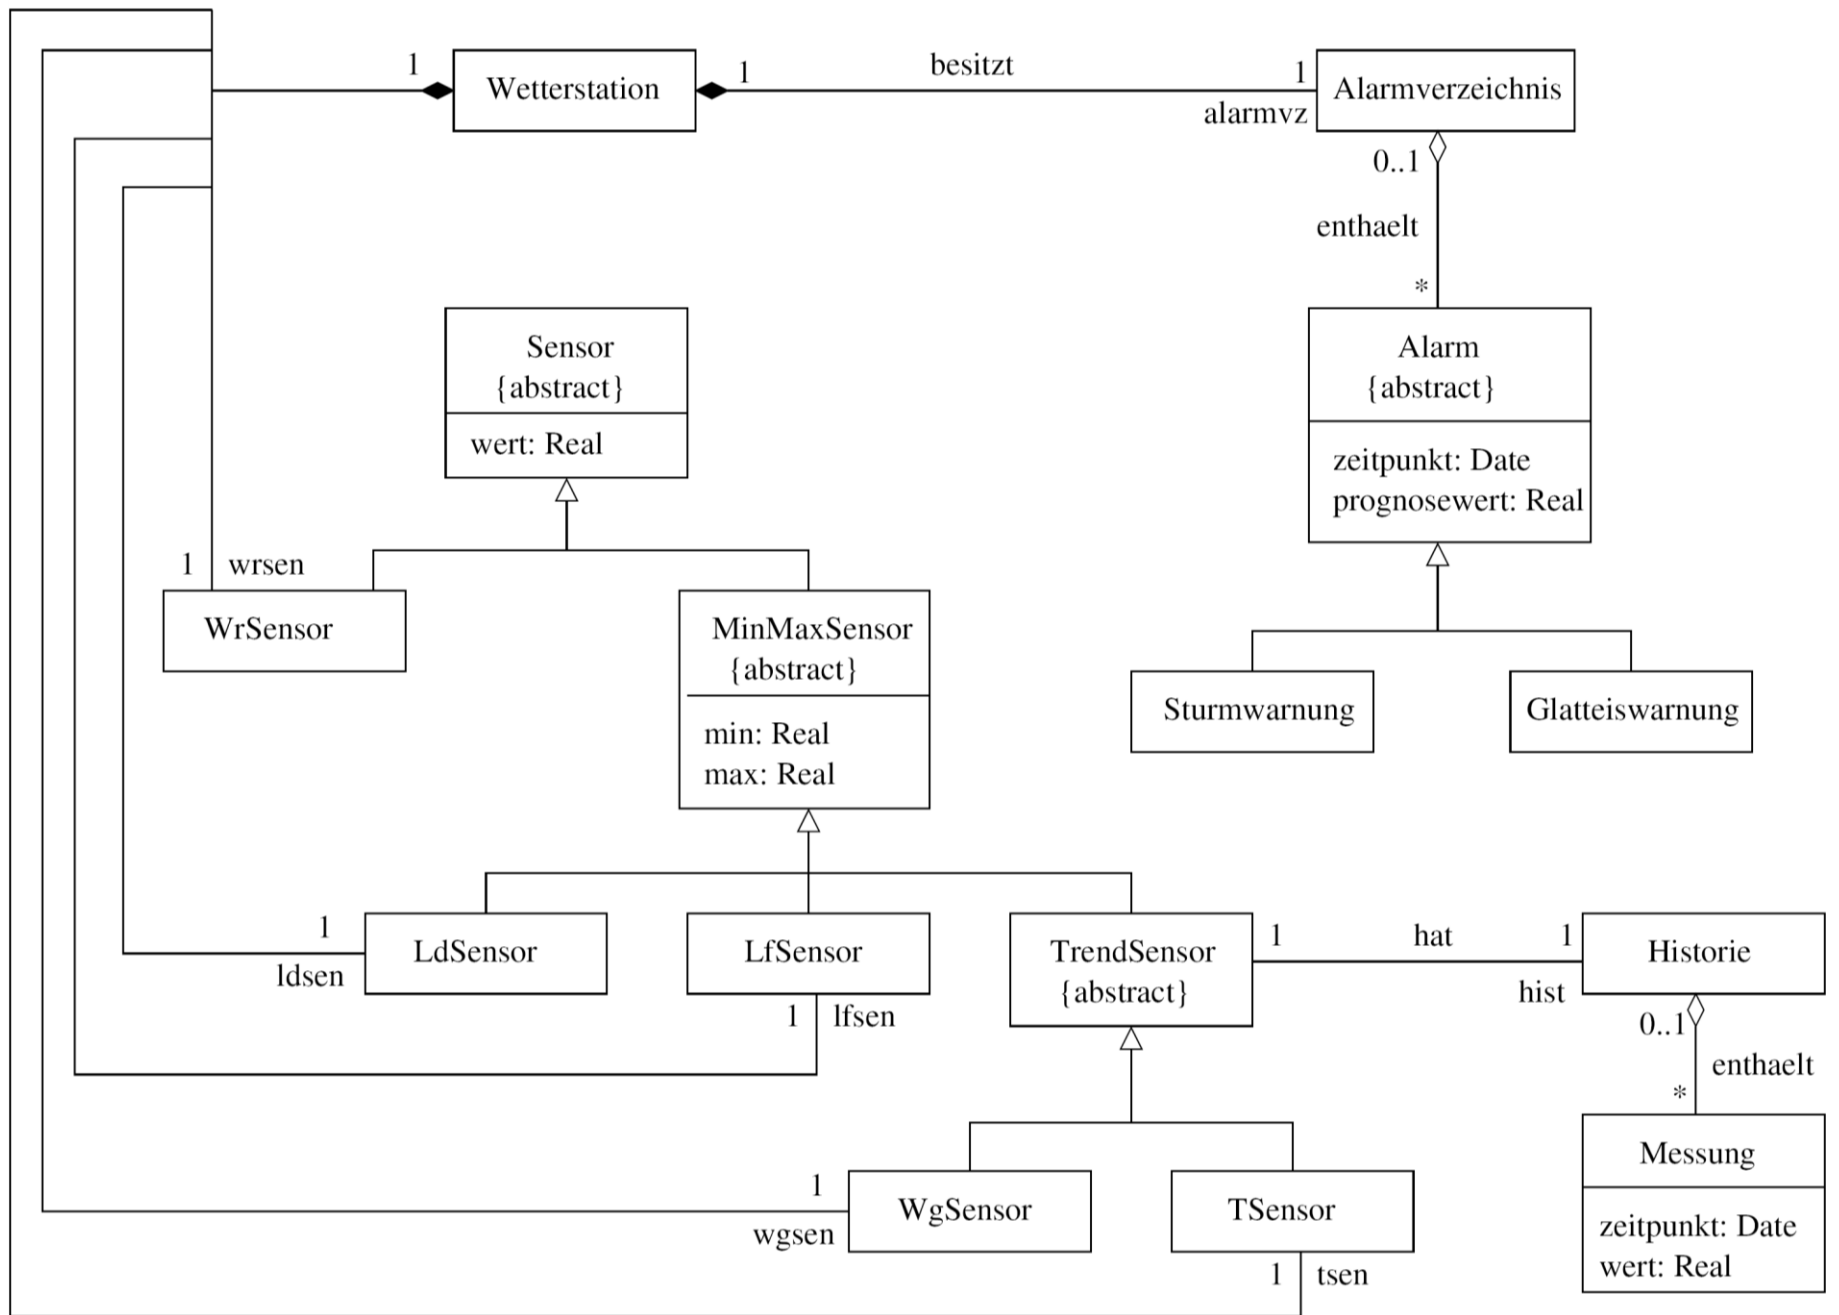 1
Wetterstation
1
besitzt
1
Alarmverzeichnis
alarmvz
0..1
enthaelt
*
Sensor
{abstract}
wert: Real
Alarm
{abstract}
zeitpunkt: Date
prognosewert: Real
1
wrsen
WrSensor
MinMaxSensor
{abstract}
min: Real
max: Real
Sturmwarnung
Glatteiswarnung
1
ldsen
LdSensor
LfSensor
1
lfsen
TrendSensor
{abstract}
1
hat
1
hist
Historie
0..1
enthaelt
*
Messung
zeitpunkt: Date
wert: Real
1
wgsen
WgSensor
TSensor
1
tsen